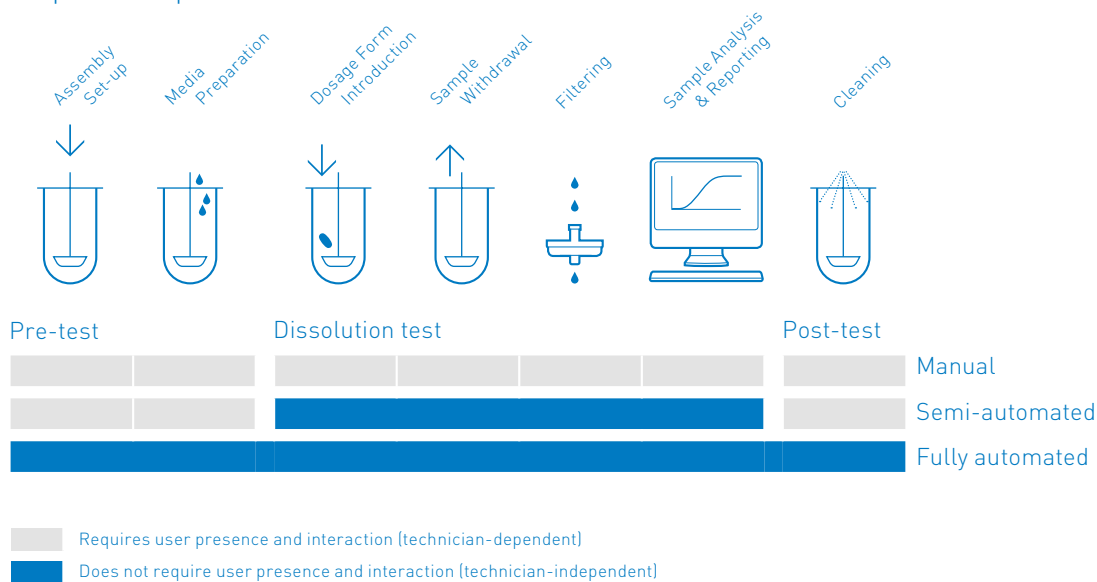 Assembly
Set-up
Media
Preparation
Dosage Form
Introduction
Sample
Withdrawal
Filtering
Sample Analysis
& Reporting
Cleaning
Pre-test
Dissolution test
Post-test
Manual
Semi-automated
Fully automated
Requires user presence and interaction (technician-dependent)
Does not require user presence and interaction (technician-independent)